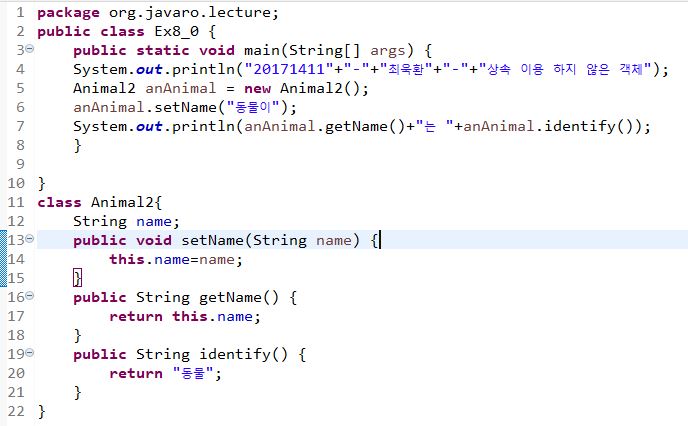 1 package org.javaro.lecture;
2 public class Ex8_0 {
3 public static void main(String[] args) {
4 System.out.println("20171411"+"-"+"최욱환"+"-"+"상속 이용 하지 않은 객체");
5 Animal2 anAnimal = new Animal2();
6 anAnimal.setName("동물이");
7 System.out.println(anAnimal.getName()+"는 "+anAnimal.identify());
8 }
9
10 }
11 class Animal2{
12 String name;
13 public void setName(String name) {
14 this.name=name;
15 }
16 public String getName() {
17 return this.name;
18 }
19 public String identify() {
20 return "동물";
21 }
22 }